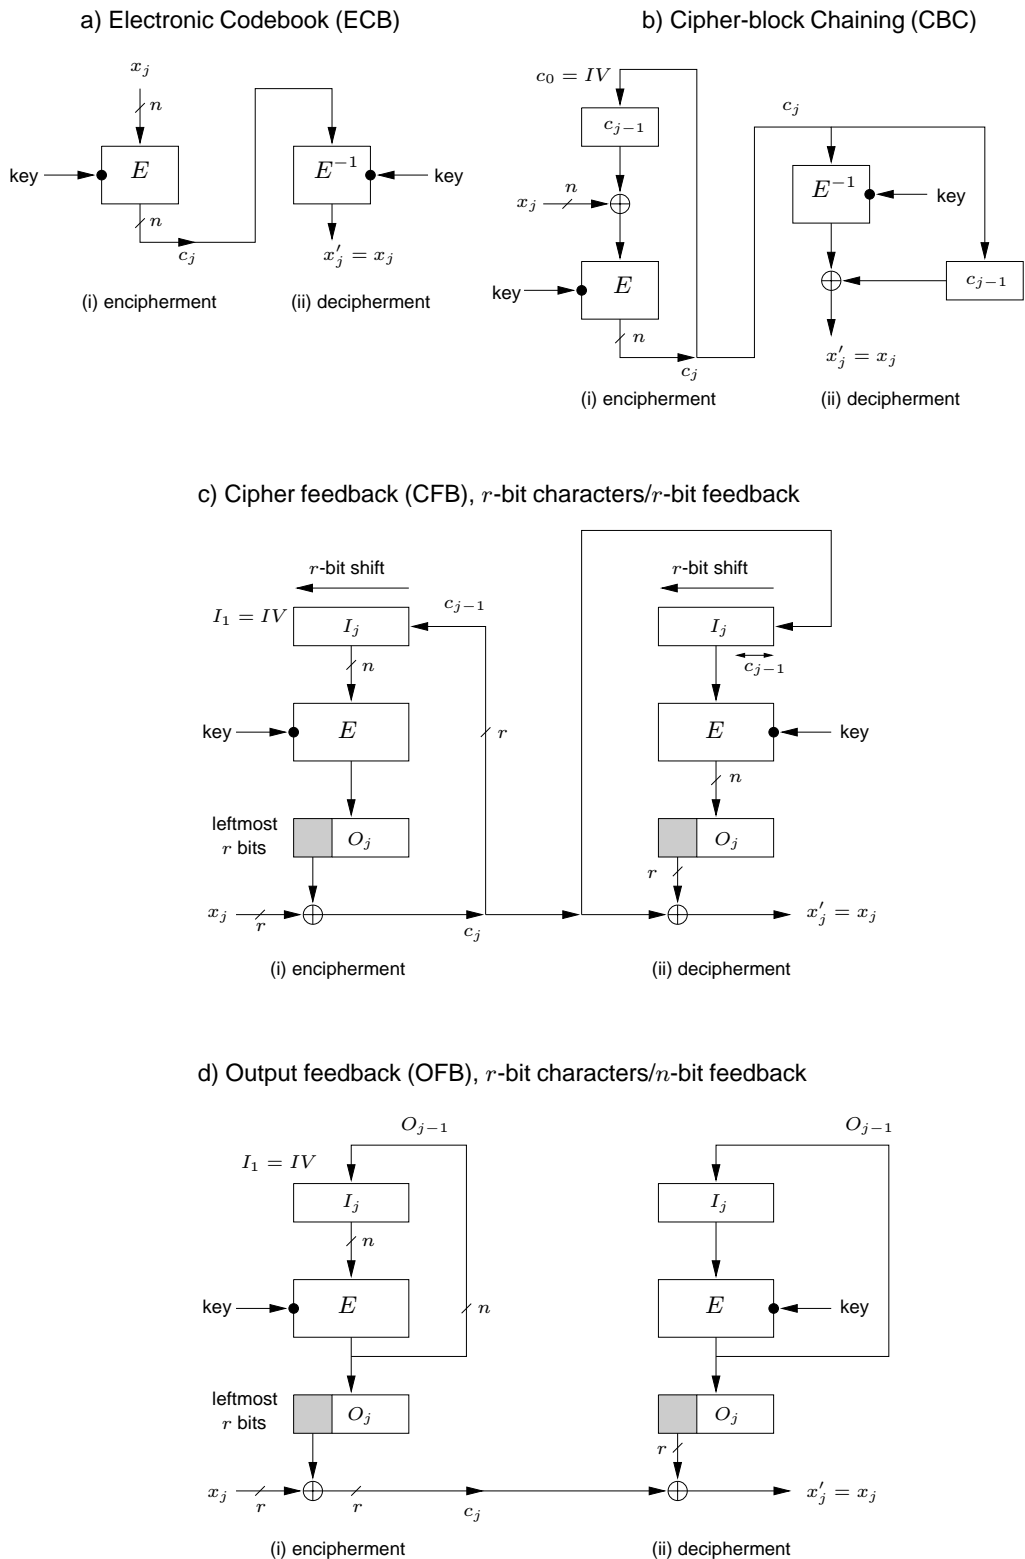 a) Electronic Codebook (ECB)
x_j
n
key
E
n
c_j
E^{-1}
key
x'_j = x_j
(i) encipherment
(ii) decipherment
b) Cipher-block Chaining (CBC)
c_0 = IV
c_{j−1}
n
x_j
key
E
n
c_j
c_j
E^{-1}
key
c_{j−1}
x'_j = x_j
(i) encipherment
(ii) decipherment
c) Cipher feedback (CFB), r-bit characters/r-bit feedback
r-bit shift
I_1 = IV
I_j
c_{j−1}
n
key
E
r
leftmost
r bits
O_j
x_j
r
c_j
(i) encipherment
r-bit shift
I_j
c_{j−1}
E
key
n
O_j
r
x'_j = x_j
(ii) decipherment
d) Output feedback (OFB), r-bit characters/n-bit feedback
O_{j−1}
I_1 = IV
I_j
n
key
E
n
leftmost
r bits
O_j
x_j
r
r
c_j
(i) encipherment
O_{j−1}
I_j
E
key
O_j
r
x'_j = x_j
(ii) decipherment